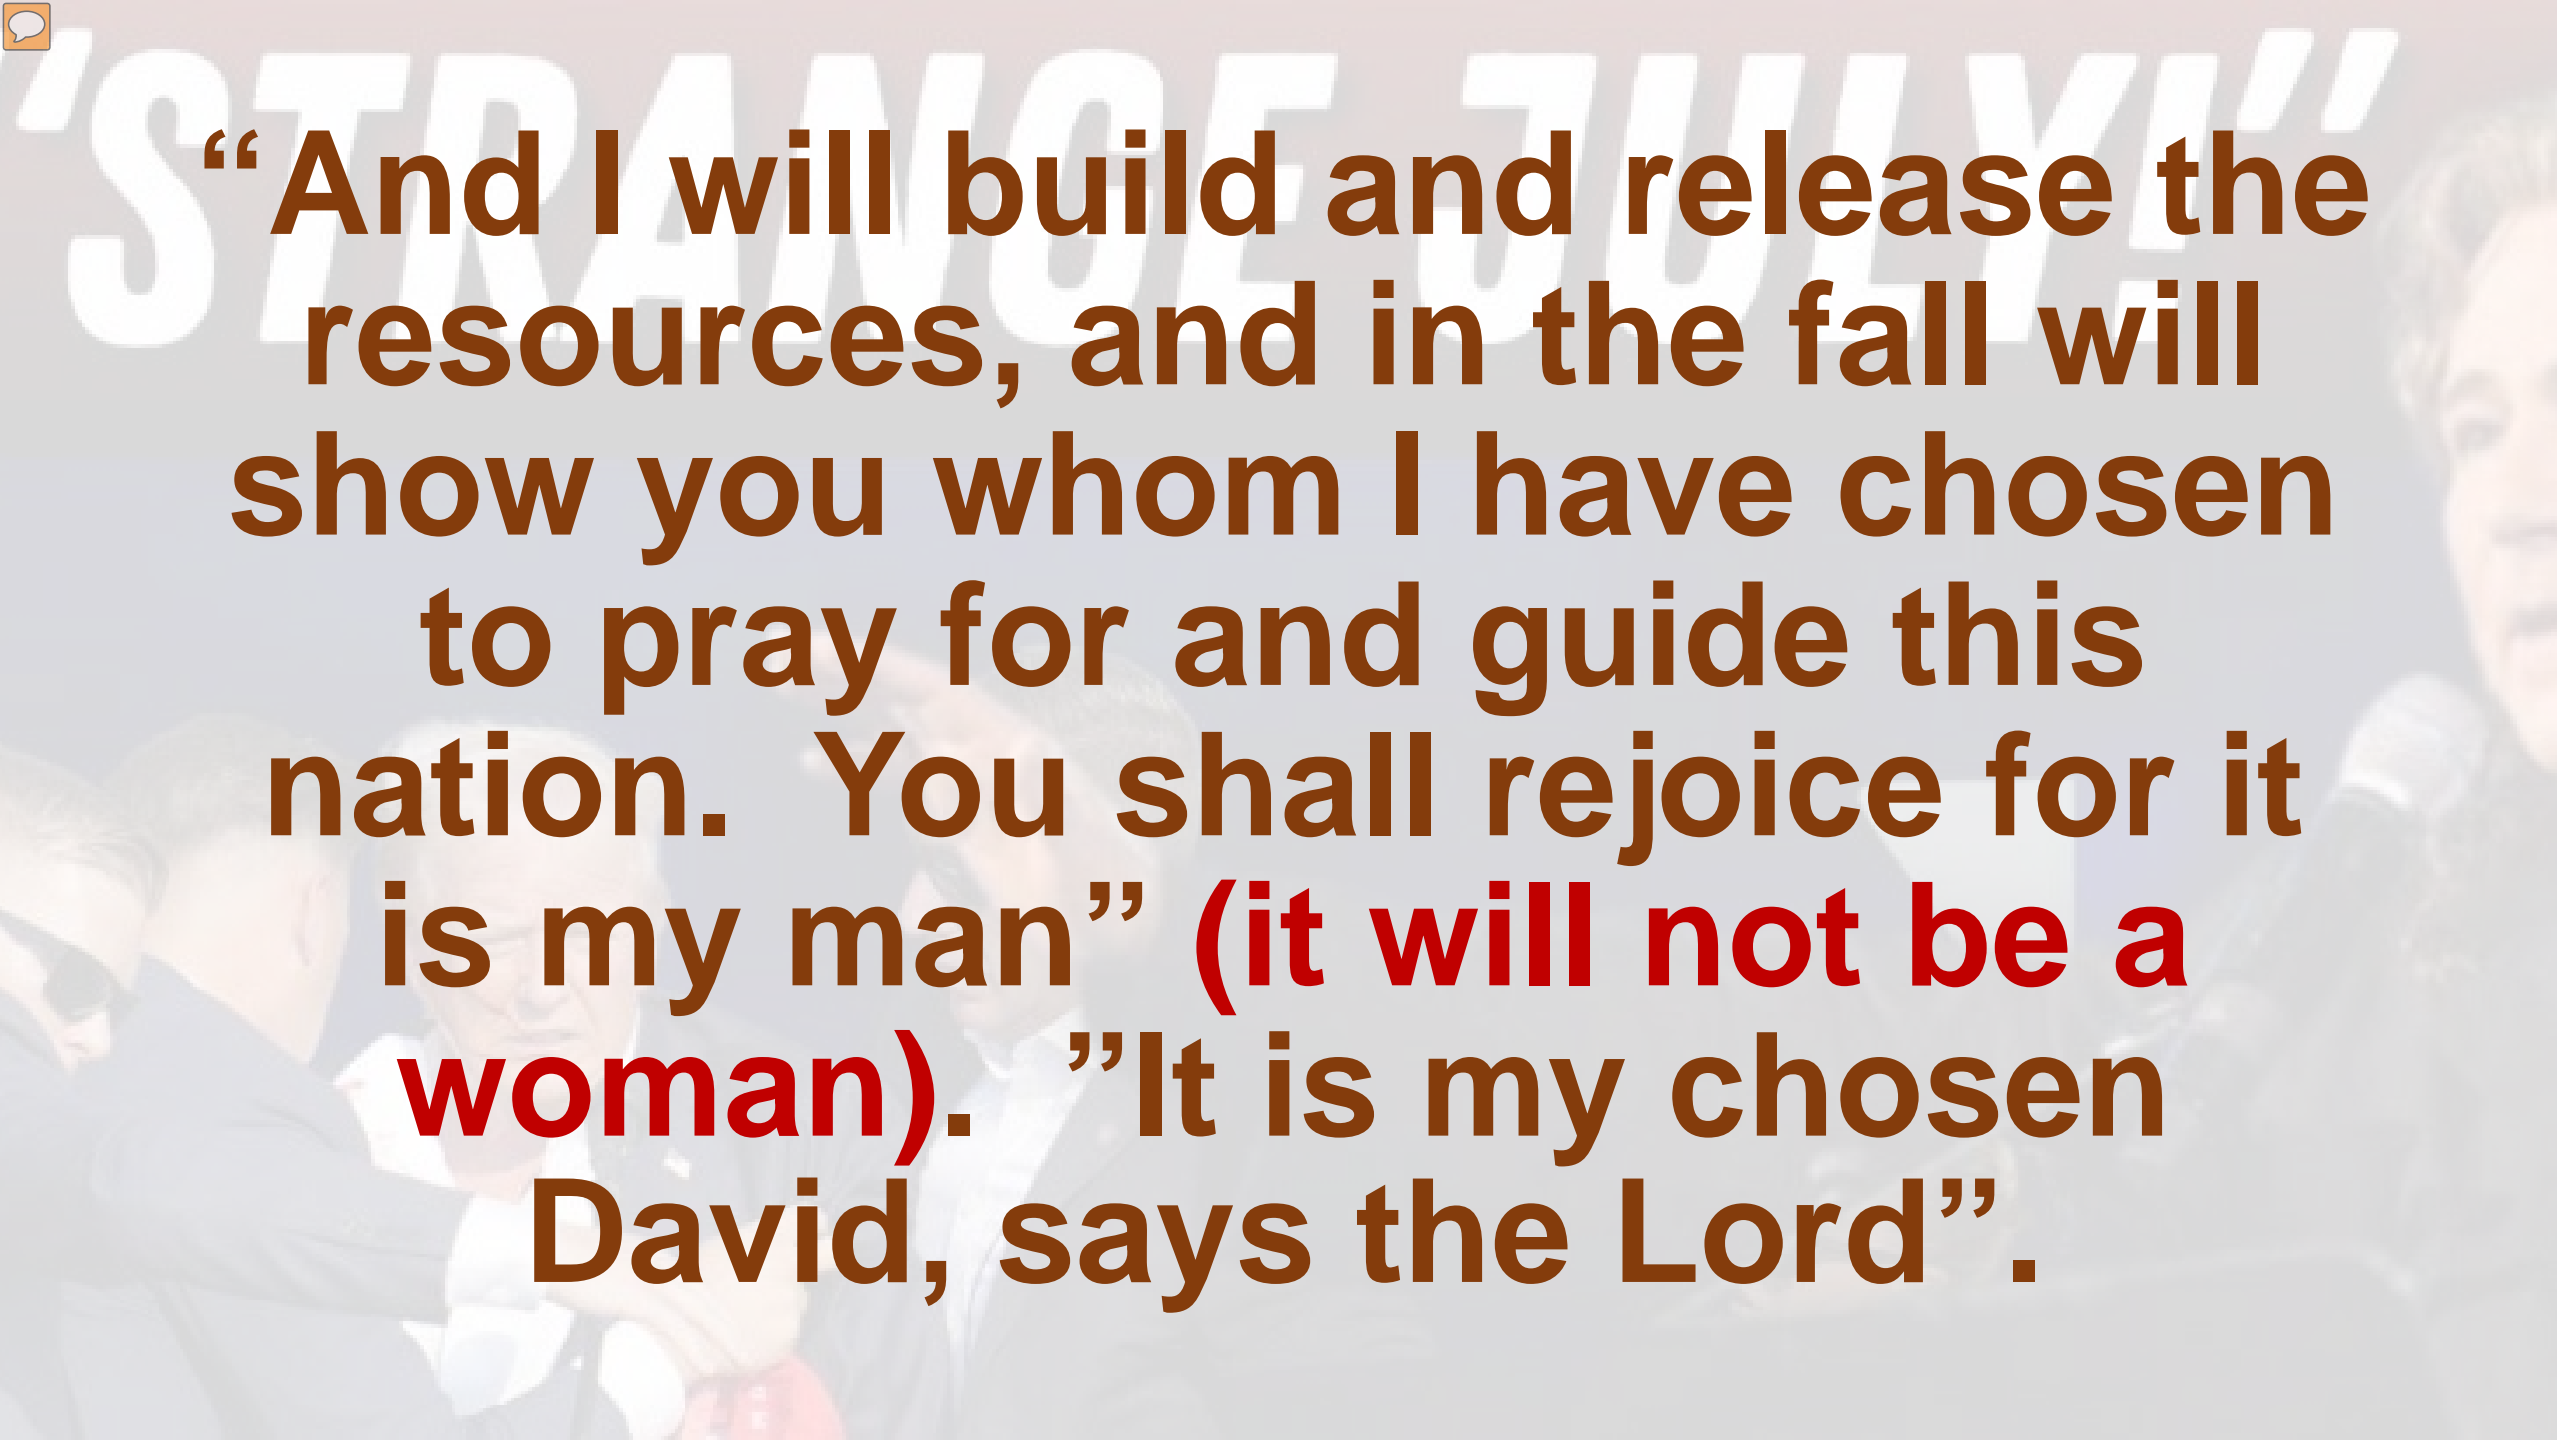 "STRANGE JULY!"
“And I will build and release the
resources, and in the fall will
show you whom I have chosen
to pray for and guide this
nation.  You shall rejoice for it
is my man” (it will not be a
woman).  ”It is my chosen
David, says the Lord”.